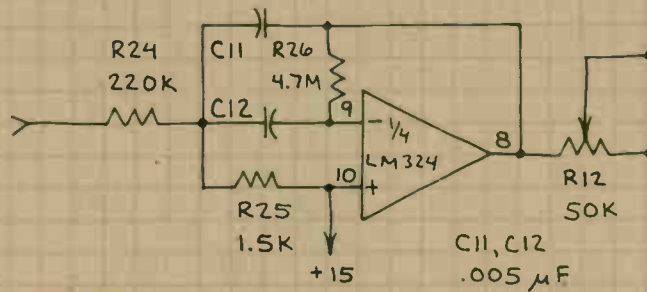 R24
220K
C11
R26
4.7M
C12
9
- 1/4
LM324
8
10
+
R25
1.5K
+15
R12
50K
C11, C12
.005 μF